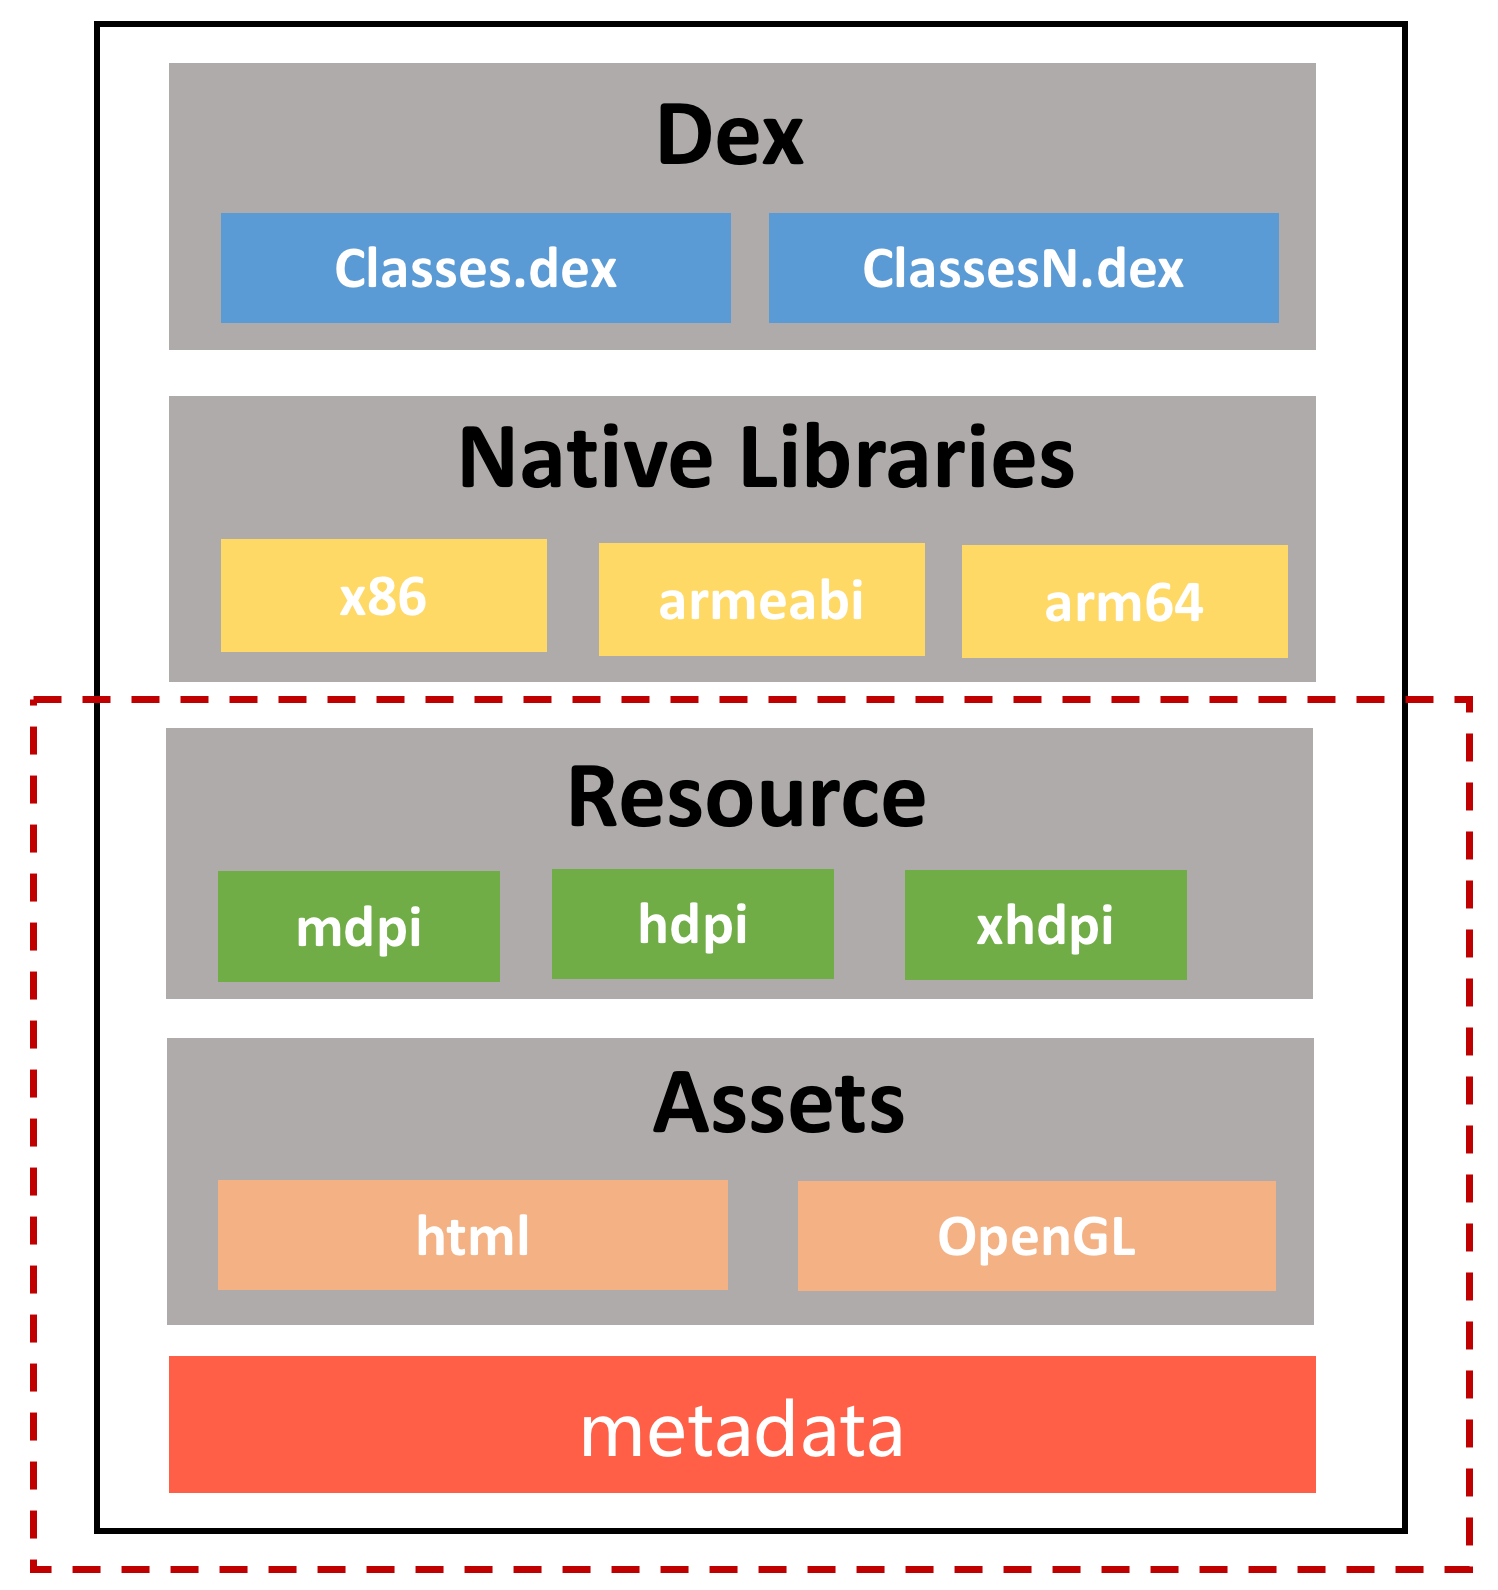 Dex
Classes.dex
ClassesN.dex
Native Libraries
x86
armeabi
arm64
Resource
mdpi
hdpi
xhdpi
Assets
html
OpenGL
metadata